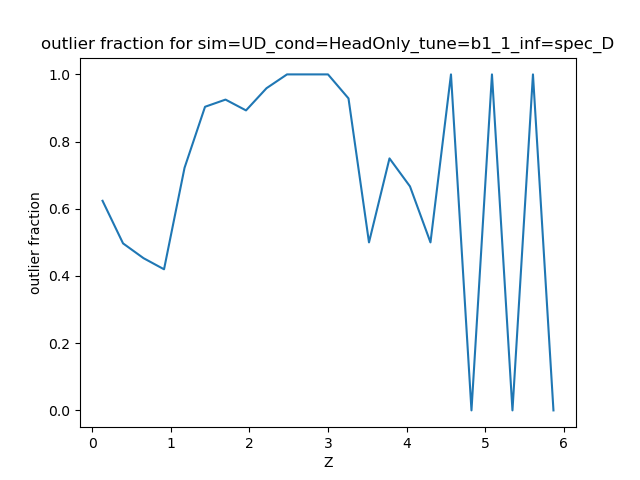 outlier fraction for sim=UD_cond=HeadOnly_tune=b1_1_inf=spec_D
1.0
0.8
0.6
0.4
0.2
0.0
outlier fraction
0 1 2 3 4 5 6
Z